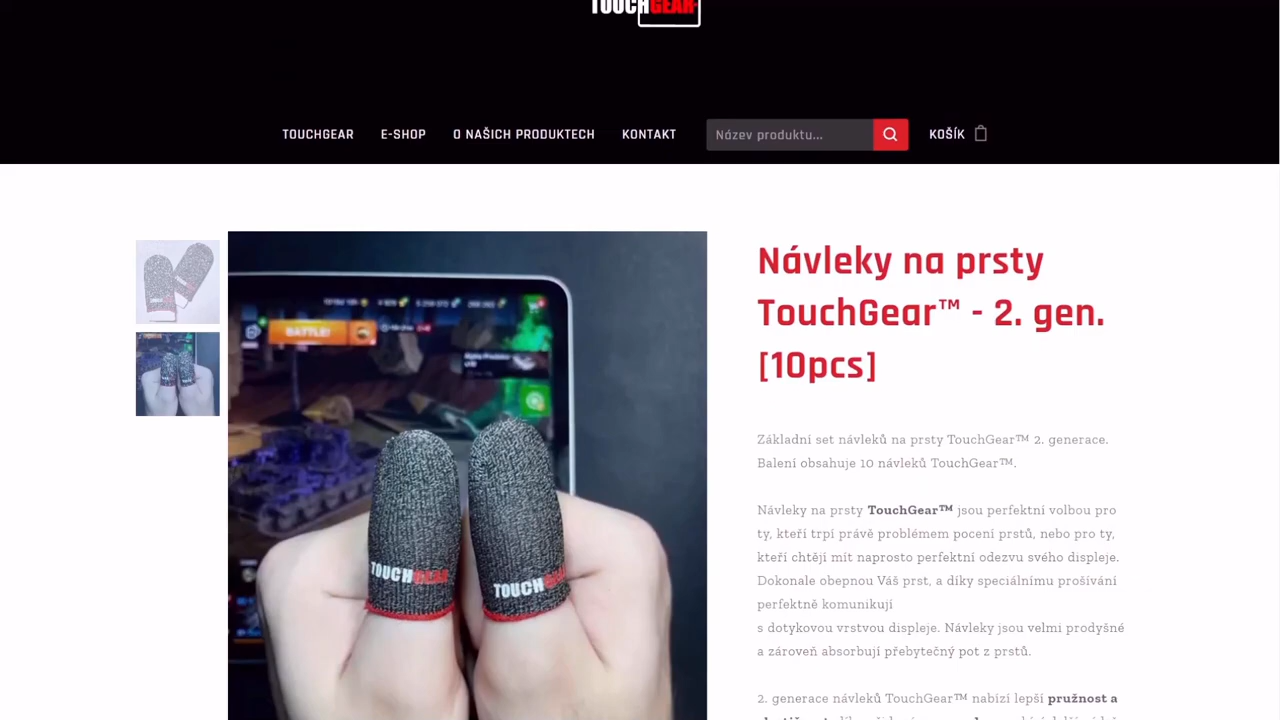 TOUCHGEAR
TOUCHGEAR
E-SHOP
O NAŠICH PRODUKTECH
KONTAKT
Název produktu...
KOŠÍK
Návleky na prsty
TouchGear™ - 2. gen.
[10pcs]
BATTLE!
TOUCHGEAR
TOUCHGEAR
Základní set návleků na prsty TouchGear™ 2. generace.
Balení obsahuje 10 návleků TouchGear™.
Návleky na prsty TouchGear™ jsou perfektní volbou pro
ty, kteří trpí právě problémem pocení prstů, nebo pro ty,
kteří chtějí mít naprosto perfektní odezvu svého displeje.
Dokonale obepnou Váš prst, a díky speciálnímu prošívání
perfektně komunikují
s dotykovou vrstvou displeje. Návleky jsou velmi prodyšné
a zároveň absorbují přebytečný pot z prstů.
2. generace návleků TouchGear™ nabízí lepší pružnost a